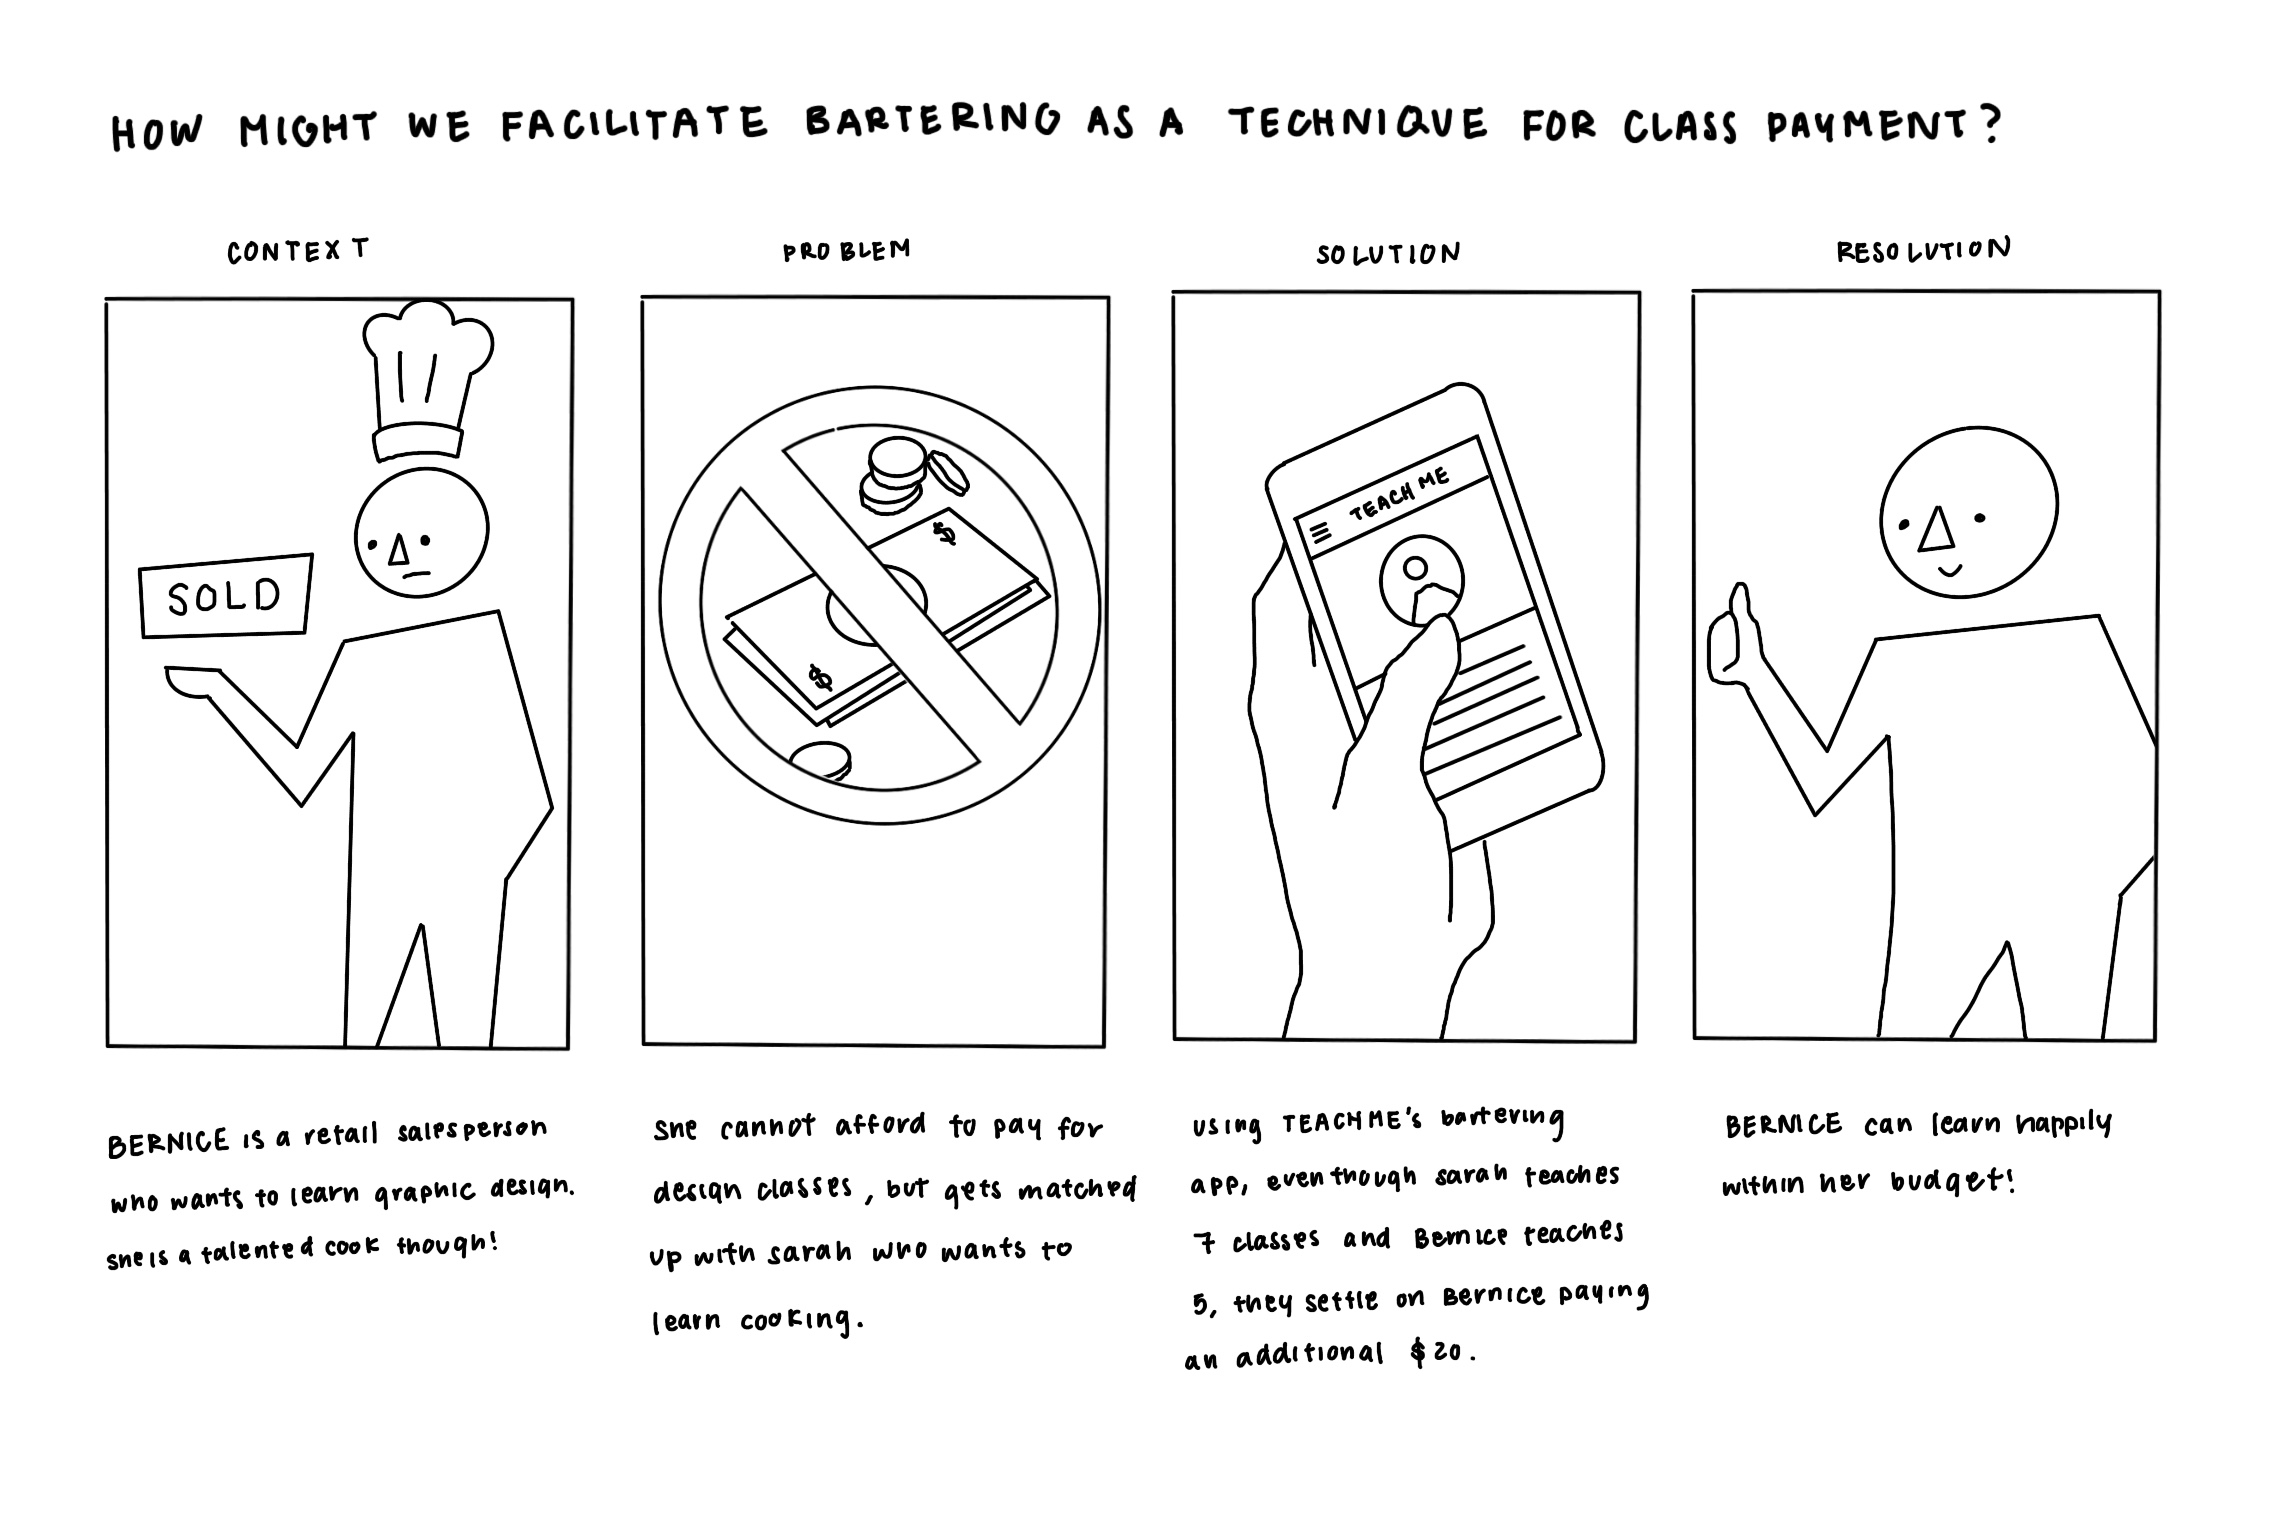 HOW MIGHT WE FACILITATE BARTERING AS A TECHNIQUE FOR CLASS PAYMENT?
CONTEXT
PROBLEM
SOLUTION
RESOLUTION
SOLD
$
$
TEACH ME
BERNICE is a retail salesperson
who wants to learn graphic design.
she is a talented cook though!
she cannot afford to pay for
design classes, but gets matched
up with sarah who wants to
learn cooking.
using TEACHME's bartering
app, even though sarah teaches
7 classes and Bernice teaches
5, they settle on Bernice paying
an additional $20.
BERNICE can learn happily
within her budget!